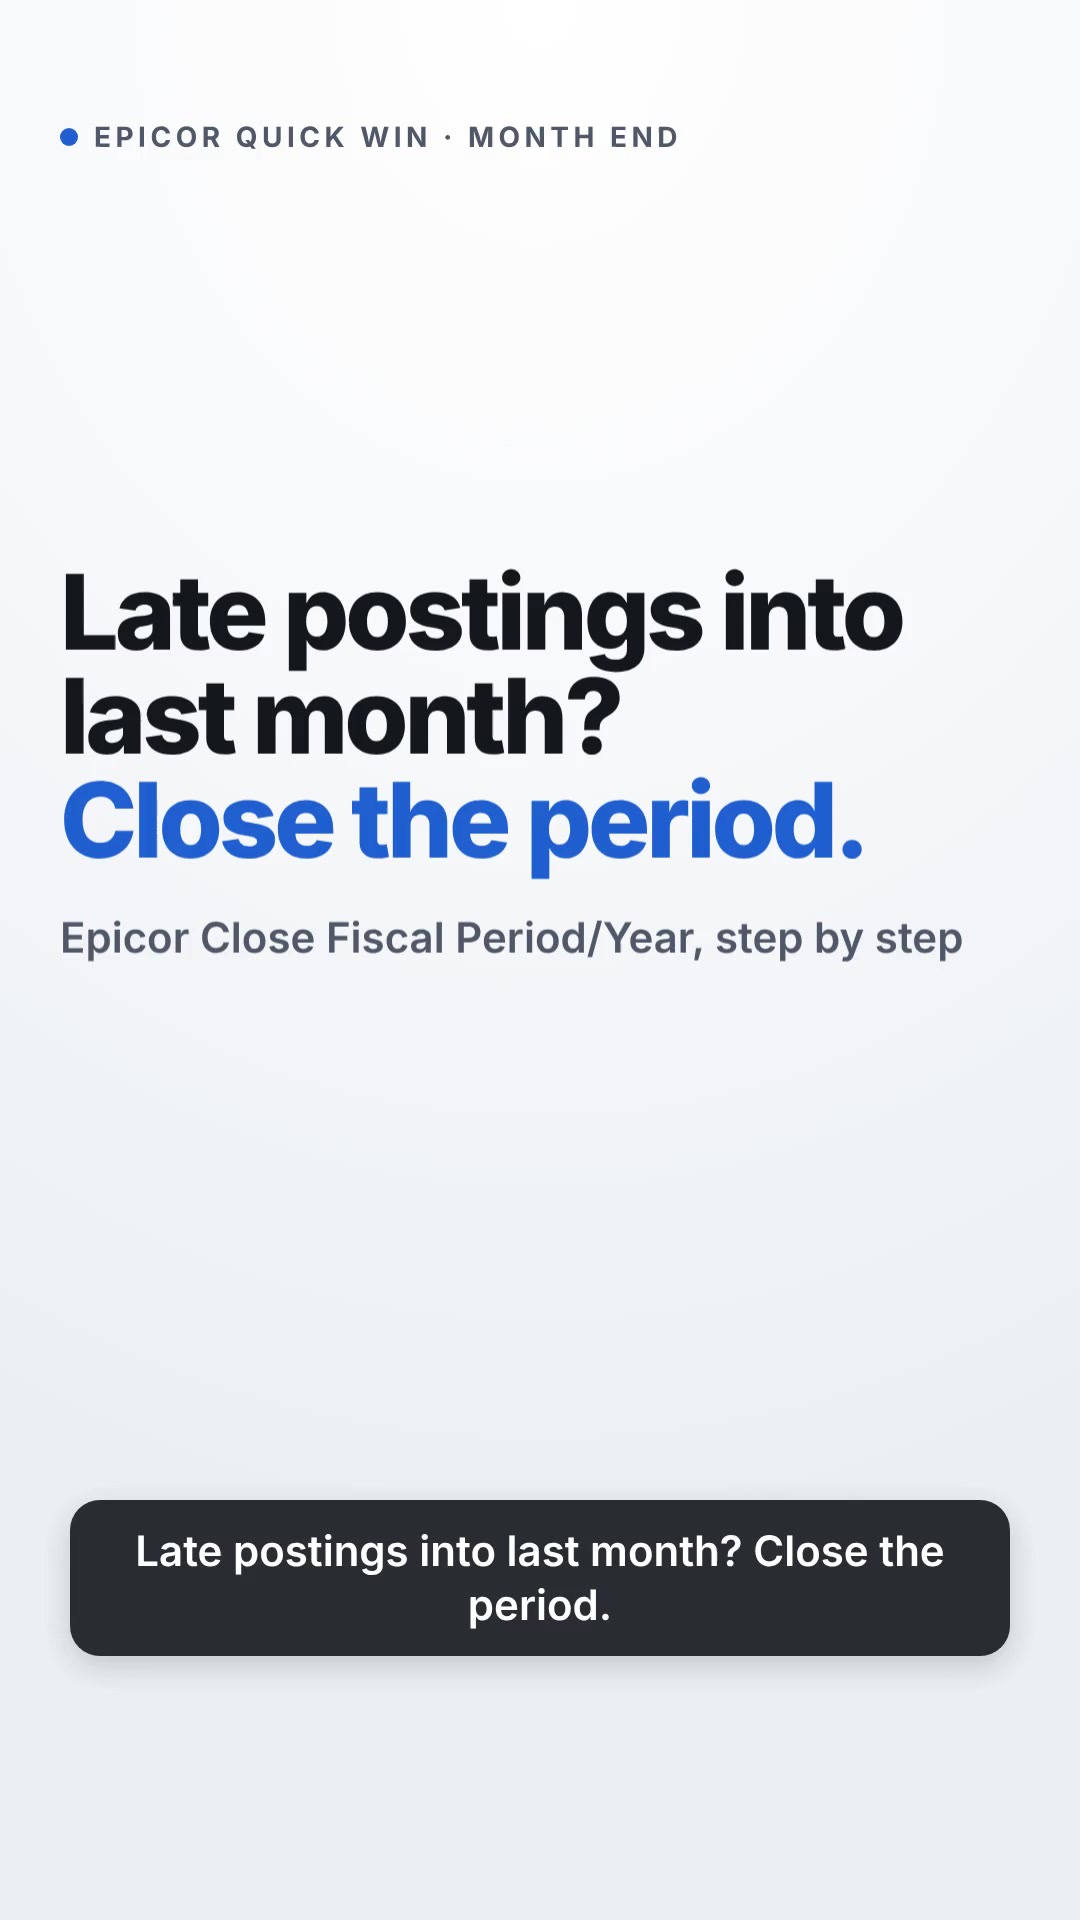 EPICOR QUICK WIN · MONTH END
Late postings into
last month?
Close the period.
Epicor Close Fiscal Period/Year, step by step
Late postings into last month? Close the
period.